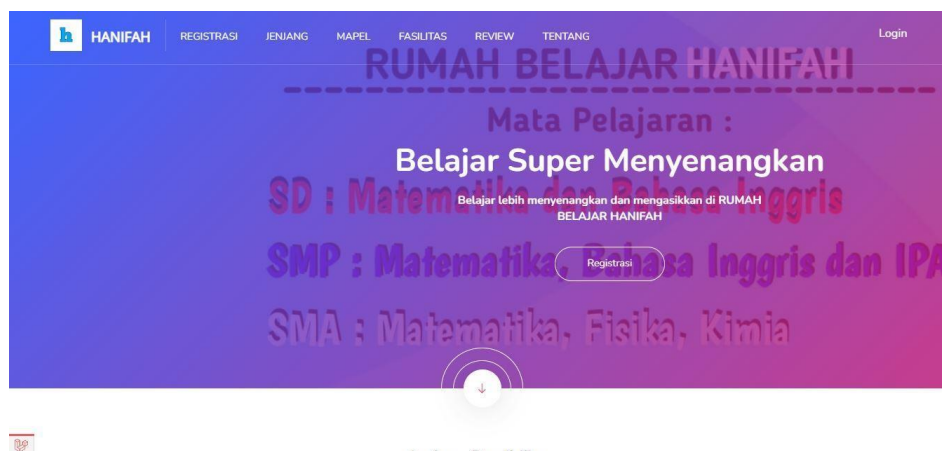 h HANIFAH REGISTRASI JENJANG MAPEL FASILITAS REVIEW TENTANG Login
RUMAH BELAJAR HANIFAH
Mata Pelajaran :
Belajar Super Menyenangkan
SD : Matematika dan Bahasa Inggris
Belajar lebih menyenangkan dan mengasikkan di RUMAH
BELAJAR HANIFAH
SMP : Matematika, Bahasa Inggris dan IPA
Registrasi
SMA : Matematika, Fisika, Kimia